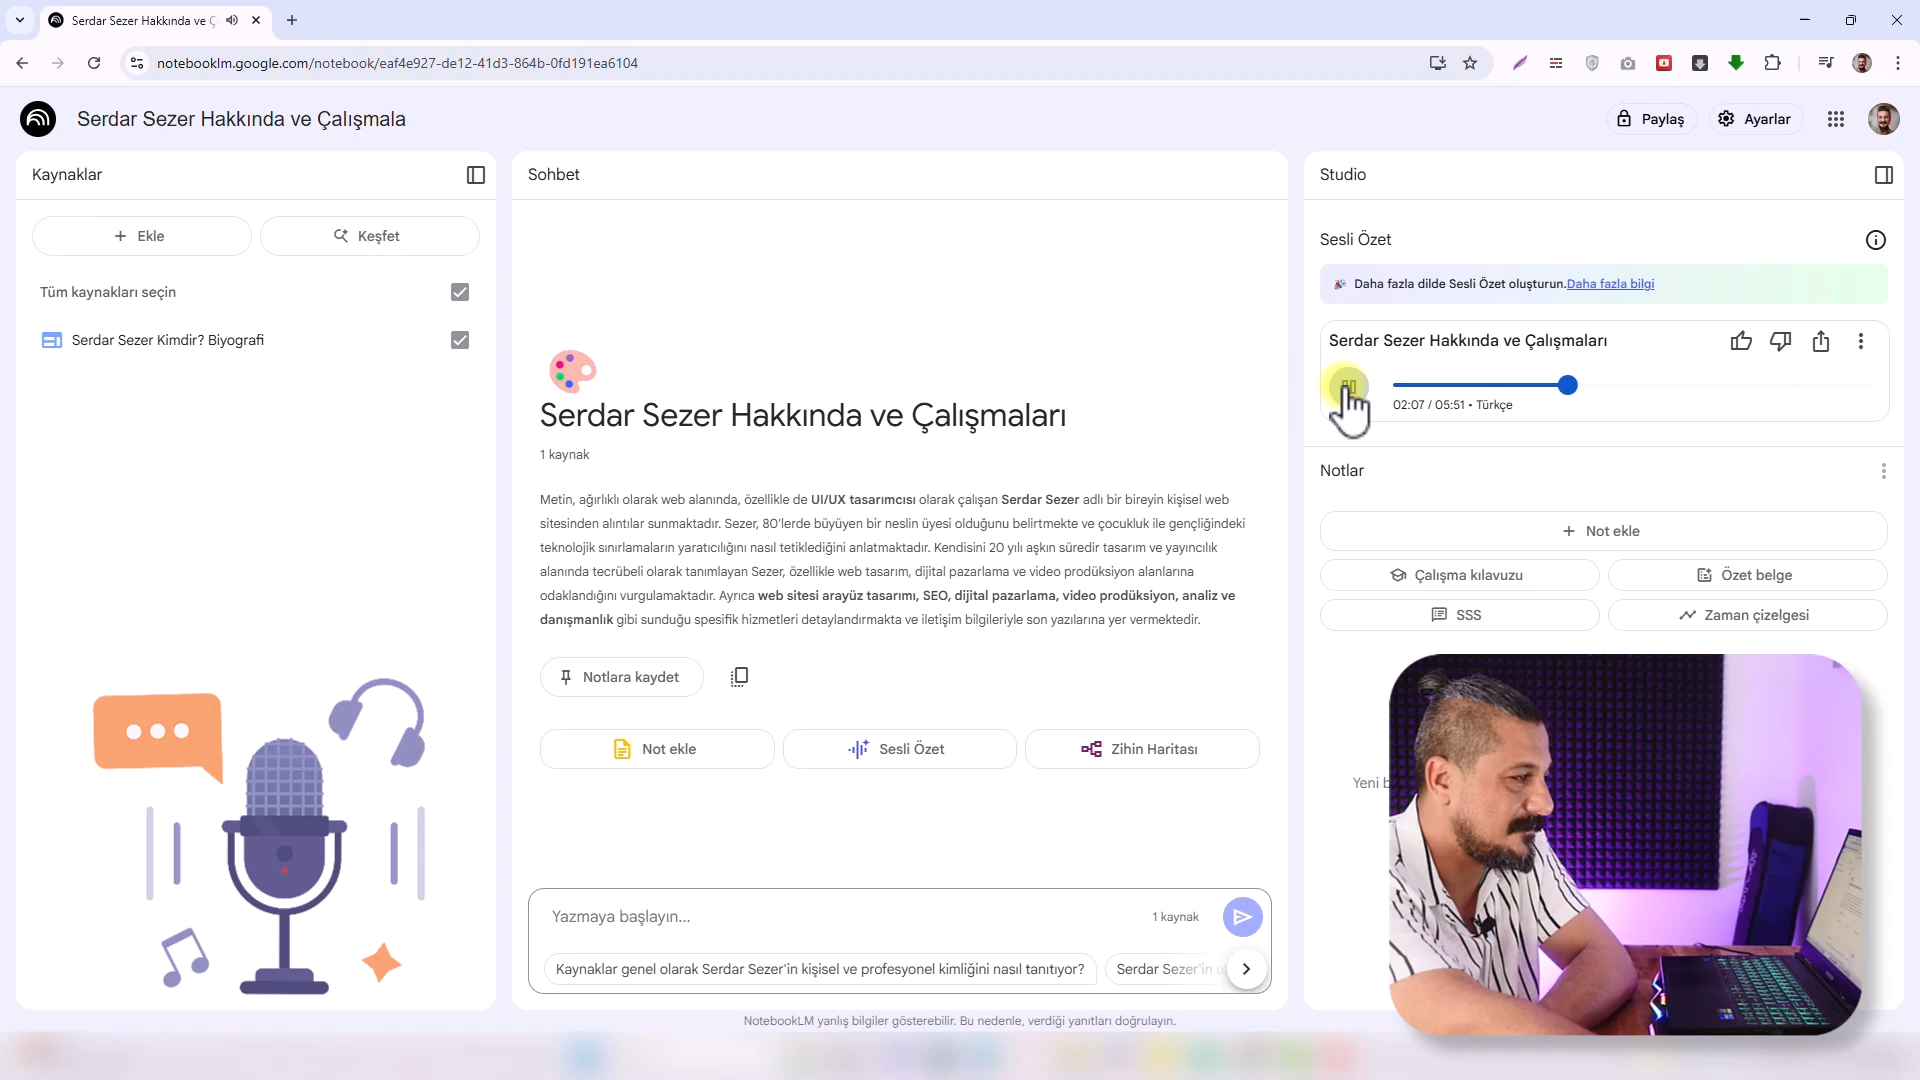 Serdar Sezer Hakkında ve Ç
notebooklm.google.com/notebook/eaf4e927-de12-41d3-864b-0fd191ea6104
Serdar Sezer Hakkında ve Çalışmala
Paylaş
Ayarlar
Kaynaklar
Ekle
Keşfet
Tüm kaynakları seçin
Serdar Sezer Kimdir? Biyografi
Sohbet
Serdar Sezer Hakkında ve Çalışmaları
1 kaynak
Metin, ağırlıklı olarak web alanında, özellikle de UI/UX tasarımcısı olarak çalışan Serdar Sezer adlı bir bireyin kişisel web
sitesinden alıntılar sunmaktadır. Sezer, 80'lerde büyüyen bir neslin üyesi olduğunu belirtmekte ve çocukluk ile gençliğindeki
teknolojik sınırlamaların yaratıcılığını nasıl tetiklediğini anlatmaktadır. Kendisini 20 yılı aşkın süredir tasarım ve yayıncılık
alanında tecrübeli olarak tanımlayan Sezer, özellikle web tasarım, dijital pazarlama ve video prodüksiyon alanlarına
odaklandığını vurgulamaktadır. Ayrıca web sitesi arayüz tasarımı, SEO, dijital pazarlama, video prodüksiyon, analiz ve
danışmanlık gibi sunduğu spesifik hizmetleri detaylandırmakta ve iletişim bilgileriyle son yazılarına yer vermektedir.
Notlara kaydet
Not ekle
Sesli Özet
Zihin Haritası
Yazmaya başlayın...
1 kaynak
Kaynaklar genel olarak Serdar Sezer'in kişisel ve profesyonel kimliğini nasıl tanıtıyor?
Serdar Sezer'in u
NotebookLM yanlış bilgiler gösterebilir. Bu nedenle, verdiği yanıtları doğrulayın.
Studio
Sesli Özet
Daha fazla dilde Sesli Özet oluşturun.Daha fazla bilgi
Serdar Sezer Hakkında ve Çalışmaları
02:07 / 05:51 • Türkçe
Notlar
Not ekle
Çalışma kılavuzu
Özet belge
SSS
Zaman çizelgesi
Yeni b